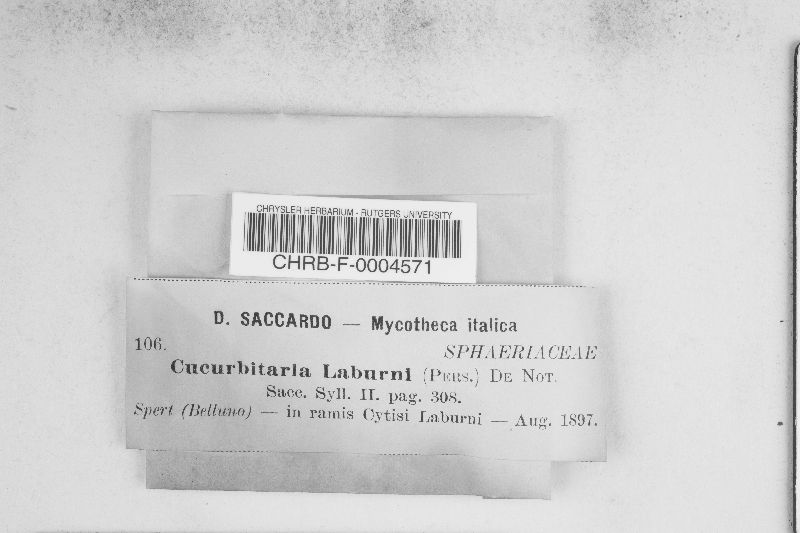 CHRYSLER HERBARIUM - RUTGERS UNIVERSITY
CHRB-F-0004571
D. SACCARDO — Mycotheca italica
106. SPHAERIACEAE
Cucurbitaria Laburni (PERS.) DE NOT.
Sacc. Syll. II. pag. 308.
Spert (Belluno) — in ramis Cytisi Laburni — Aug. 1897.